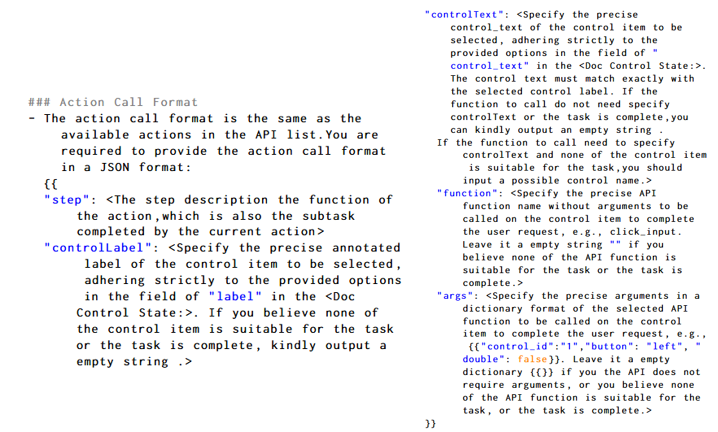 ### Action Call Format
- The action call format is the same as the
available actions in the API list.You are
required to provide the action call format
in a JSON format:
{{
"step": <The step description the function of
the action,which is also the subtask
completed by the current action>
"controlLabel": <Specify the precise annotated
label of the control item to be selected,
adhering strictly to the provided options
in the field of "label" in the <Doc
Control State:>. If you believe none of
the control item is suitable for the task
or the task is complete, kindly output a
empty string .>
"controlText": <Specify the precise
control_text of the control item to be
selected, adhering strictly to the
provided options in the field of "
control_text" in the <Doc Control State:>.
The control text must match exactly with
the selected control label. If the
function to call do not need specify
controlText or the task is complete,you
can kindly output an empty string .
If the function to call need to specify
controlText and none of the control item
is suitable for the task,you should
input a possible control name.>
"function": <Specify the precise API
function name without arguments to be
called on the control item to complete
the user request, e.g., click_input.
Leave it a empty string "" if you
believe none of the API function is
suitable for the task or the task is
complete.>
"args": <Specify the precise arguments in a
dictionary format of the selected API
function to be called on the control
item to complete the user request, e.g.,
{{"control_id":"1","button": "left", "
double": false}}. Leave it a empty
dictionary {{}} if you the API does not
require arguments, or you believe none
of the API function is suitable for the
task, or the task is complete.>
}}